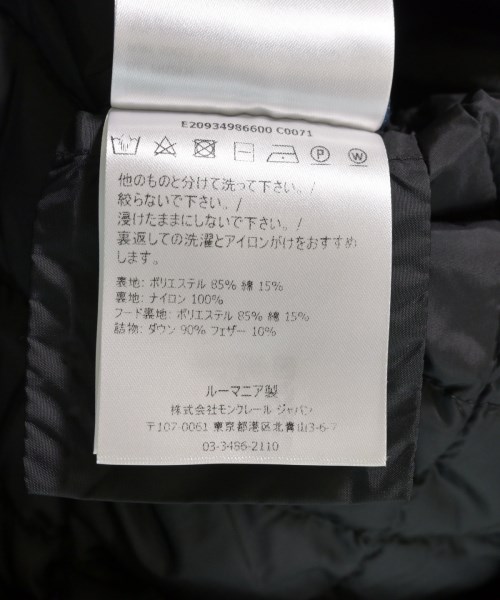 E20934986600 C0071
P W
他のものと分けて洗って下さい。/
絞らないで下さい。/
浸けたままにしないで下さい。/
裏返しての洗濯とアイロンがけをおすすめ
します。
表地: ポリエステル 85% 綿 15%
裏地: ナイロン 100%
フード裏地: ポリエステル 85% 綿 15%
詰物: ダウン 90% フェザー 10%
ルーマニア製
株式会社モンクレール ジャパン
〒107-0061 東京都港区北青山3-6-7
03-3486-2110